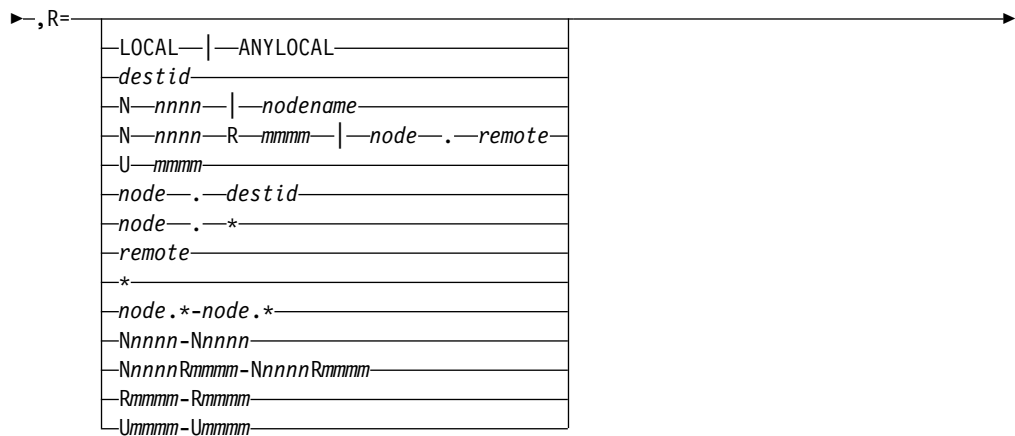 ,R=
LOCAL | ANYLOCAL
destid
N nnnn | nodename
N nnnn R mmmm | node . remote
U mmmm
node . destid
node . *
remote
*
node.*-node.*
Nnnnn-Nnnnn
NnnnnRmmmm-NnnnnRmmmm
Rmmmm-Rmmmm
Ummmm-Ummmm